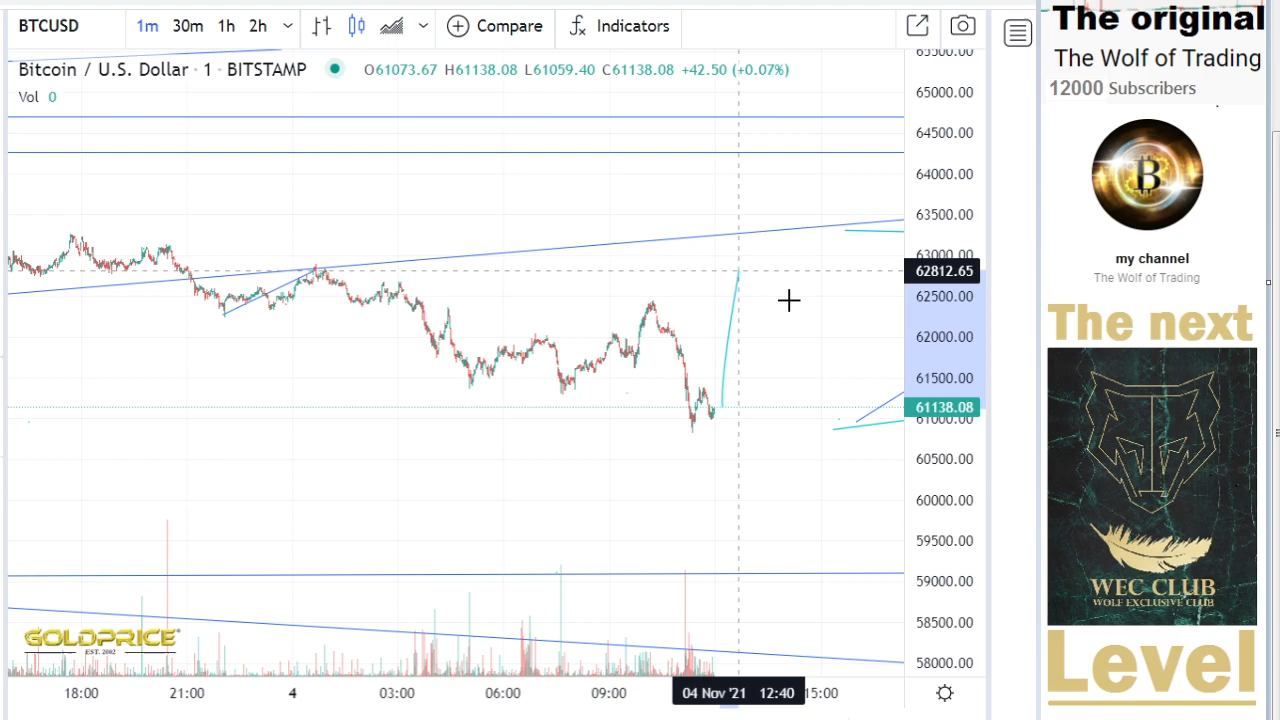 BTCUSD
1m 30m 1h 2h Compare Indicators
Bitcoin / U.S. Dollar · 1 · BITSTAMP O61073.67 H61138.08 L61059.40 C61138.08 +42.50 (+0.07%)
Vol 0
65500.00
65000.00
64500.00
64000.00
63500.00
63000.00
62812.65
62500.00
62000.00
61500.00
61138.08
61000.00
60500.00
60000.00
59500.00
59000.00
58500.00
58000.00
GOLDPRICE
EST. 2002
18:00 21:00 4 03:00 06:00 09:00 04 Nov '21 12:40 15:00
The original
The Wolf of Trading
12000 Subscribers
B
my channel
The Wolf of Trading
The next
WEC CLUB
WOLF EXCLUSIVE CLUB
Level